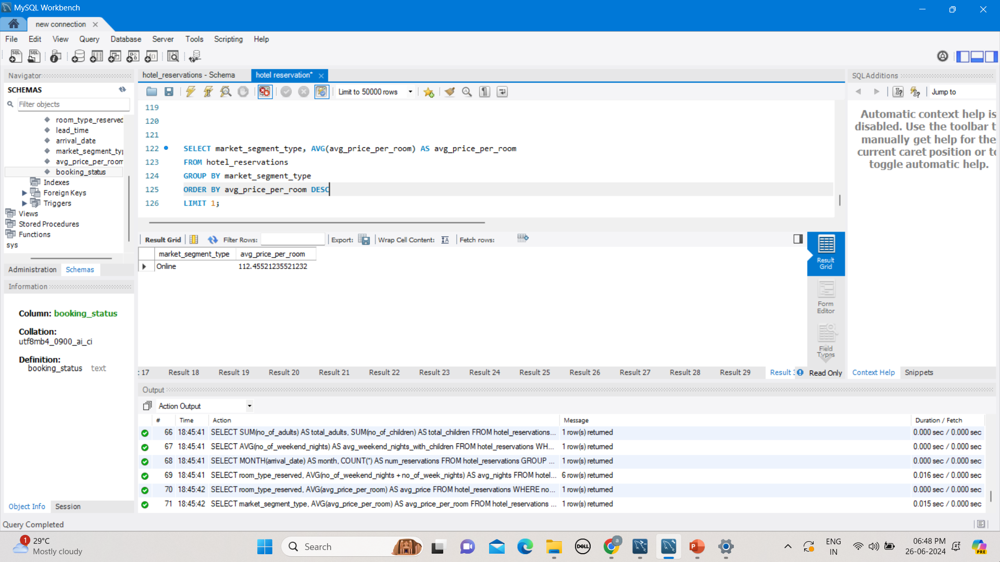 MySQL Workbench
new connection
File Edit View Query Database Server Tools Scripting Help
Navigator
SCHEMAS
Filter objects
room_type_reserved
lead_time
arrival_date
market_segment_typ
avg_price_per_room
booking_status
Indexes
Foreign Keys
Triggers
Views
Stored Procedures
Functions
sys
Administration Schemas
Information
Column: booking_status
Collation:
utf8mb4_0900_ai_ci
Definition:
booking_status text
Object Info Session
Query Completed
hotel_reservations - Schema hotel reservation*
Limit to 50000 rows
119
120
121
122 SELECT market_segment_type, AVG(avg_price_per_room) AS avg_price_per_room
123 FROM hotel_reservations
124 GROUP BY market_segment_type
125 ORDER BY avg_price_per_room DESC
126 LIMIT 1;
Result Grid Filter Rows: Export: Wrap Cell Content: Fetch rows:
market_segment_type avg_price_per_room
Online 112.45521235521232
Result
Grid
Form
Editor
Field
Types
: 17 Result 18 Result 19 Result 20 Result 21 Result 22 Result 23 Result 24 Result 25 Result 26 Result 27 Result 28 Result 29 Result 3 Read Only
SQLAdditions
Jump to
Automatic context help is
disabled. Use the toolbar t
manually get help for the
current caret position or to
toggle automatic help.
Context Help Snippets
Output
Action Output
# Time Action Message Duration / Fetch
66 18:45:41 SELECT SUM(no_of_adults) AS total_adults, SUM(no_of_children) AS total_children FROM hotel_reservations... 1 row(s) returned 0.000 sec / 0.000 sec
67 18:45:41 SELECT AVG(no_of_weekend_nights) AS avg_weekend_nights_with_children FROM hotel_reservations WH... 1 row(s) returned 0.000 sec / 0.000 sec
68 18:45:41 SELECT MONTH(arrival_date) AS month, COUNT(*) AS num_reservations FROM hotel_reservations GROUP ... 1 row(s) returned 0.000 sec / 0.000 sec
69 18:45:41 SELECT room_type_reserved, AVG(no_of_weekend_nights + no_of_week_nights) AS avg_nights FROM hotel... 6 row(s) returned 0.016 sec / 0.000 sec
70 18:45:42 SELECT room_type_reserved, AVG(avg_price_per_room) AS avg_price FROM hotel_reservations WHERE no... 1 row(s) returned 0.000 sec / 0.000 sec
71 18:45:42 SELECT market_segment_type, AVG(avg_price_per_room) AS avg_price_per_room FROM hotel_reservations ... 1 row(s) returned 0.015 sec / 0.000 sec
1
29°C
Mostly cloudy
Search
DELL
a
P
ENG
IN
06:48 PM
26-06-2024
PRE